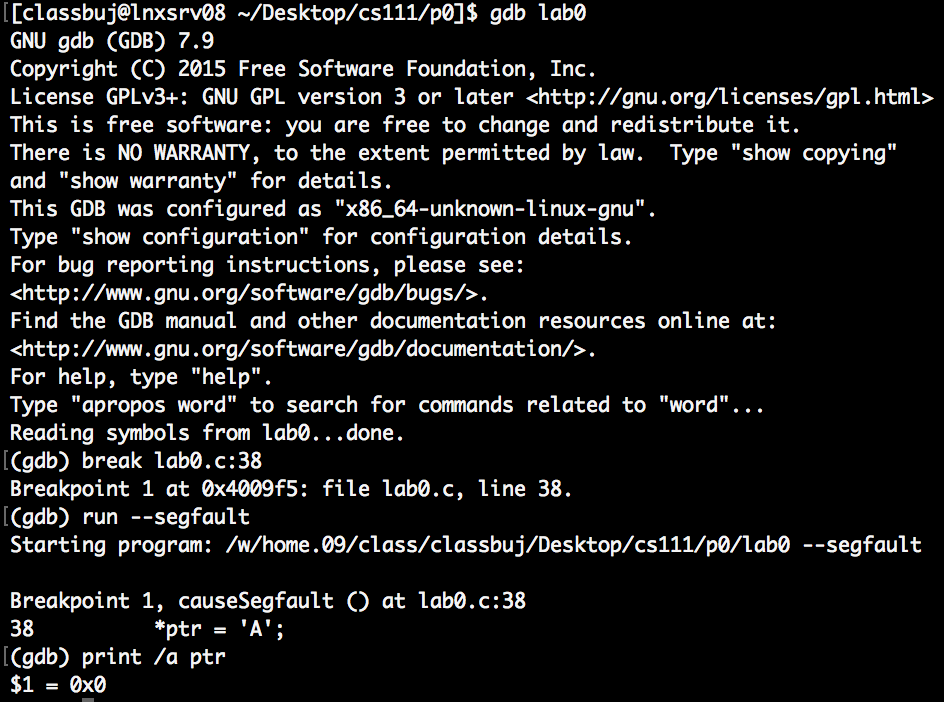 [[classbuj@lnxsrv08 ~/Desktop/cs111/p0]$ gdb lab0
GNU gdb (GDB) 7.9
Copyright (C) 2015 Free Software Foundation, Inc.
License GPLv3+: GNU GPL version 3 or later <http://gnu.org/licenses/gpl.html>
This is free software: you are free to change and redistribute it.
There is NO WARRANTY, to the extent permitted by law.  Type "show copying"
and "show warranty" for details.
This GDB was configured as "x86_64-unknown-linux-gnu".
Type "show configuration" for configuration details.
For bug reporting instructions, please see:
<http://www.gnu.org/software/gdb/bugs/>.
Find the GDB manual and other documentation resources online at:
<http://www.gnu.org/software/gdb/documentation/>.
For help, type "help".
Type "apropos word" to search for commands related to "word"...
Reading symbols from lab0...done.
[(gdb) break lab0.c:38
Breakpoint 1 at 0x4009f5: file lab0.c, line 38.
[(gdb) run --segfault
Starting program: /w/home.09/class/classbuj/Desktop/cs111/p0/lab0 --segfault

Breakpoint 1, causeSegfault () at lab0.c:38
38          *ptr = 'A';
[(gdb) print /a ptr
$1 = 0x0